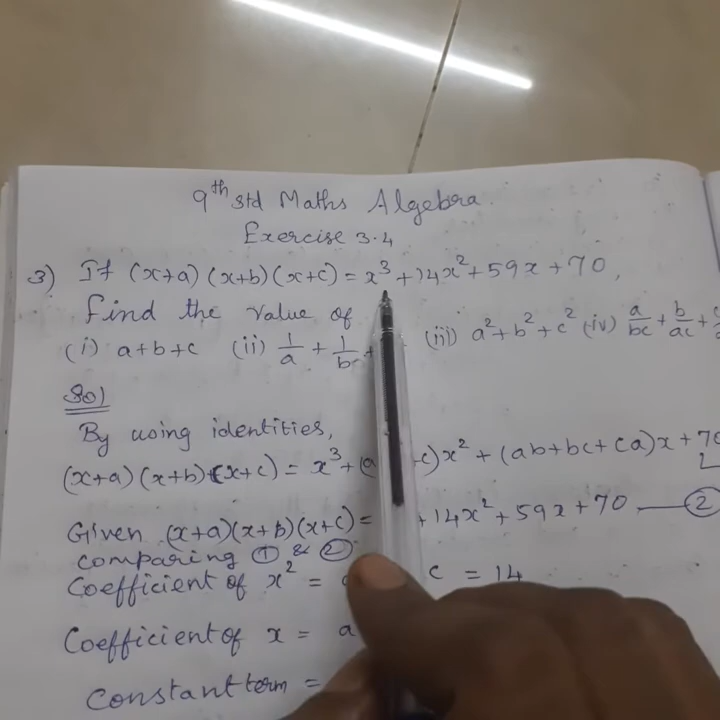 9th std Maths Algebra.
Exercise 3.4
3) If (x+a)(x+b)(x+c) = x³+14x²+59x+70,
find the value of
(i) a+b+c (ii) 1/a + 1/b + (iii) a²+b²+c² (iv) a/bc + b/ac +
Sol
By using identities,
(x+a)(x+b)(x+c) = x³+(a c)x²+(ab+bc+ca)x+70
Given (x+a)(x+b)(x+c)= +14x²+59x+70 — ②
comparing ① & ②
Coefficient of x² = c = 14
Coefficient of x = a
Constant term =